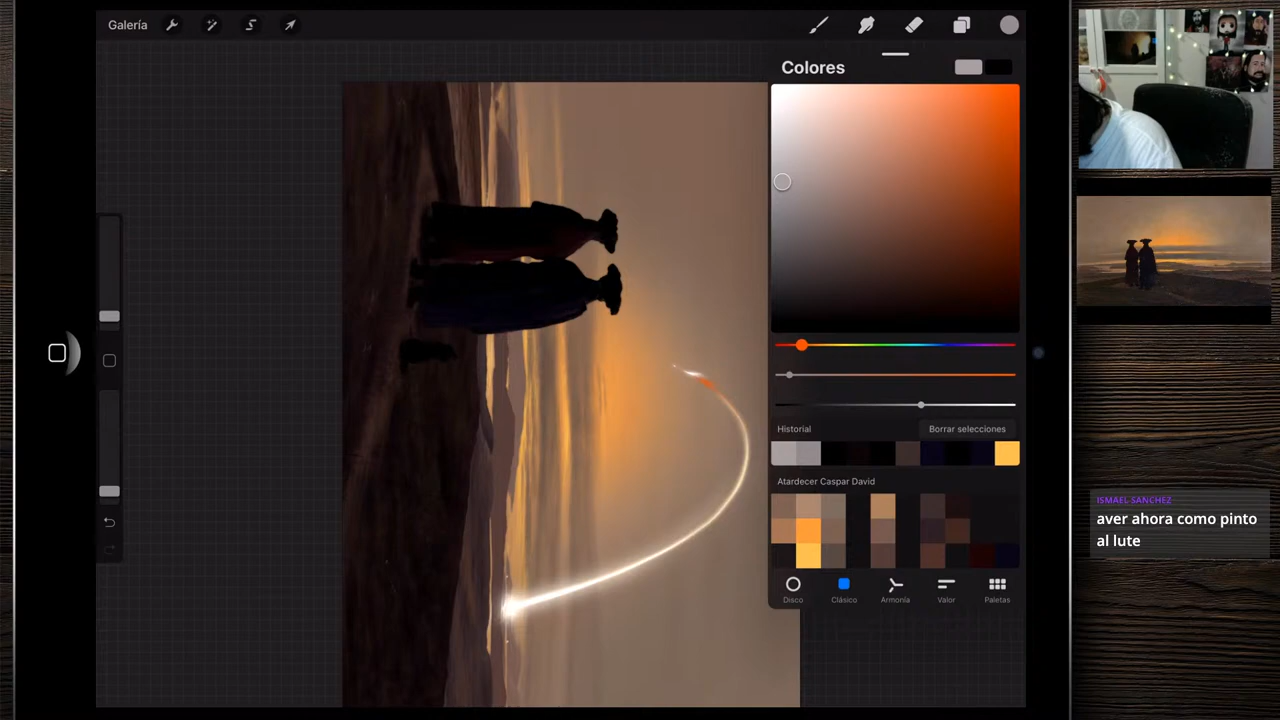 Galería
Colores
Historial
Borrar selecciones
Atardecer Caspar David
Disco
Clásico
Armonía
Valor
Paletas
ISMAEL SANCHEZ
aver ahora como pinto
al lute